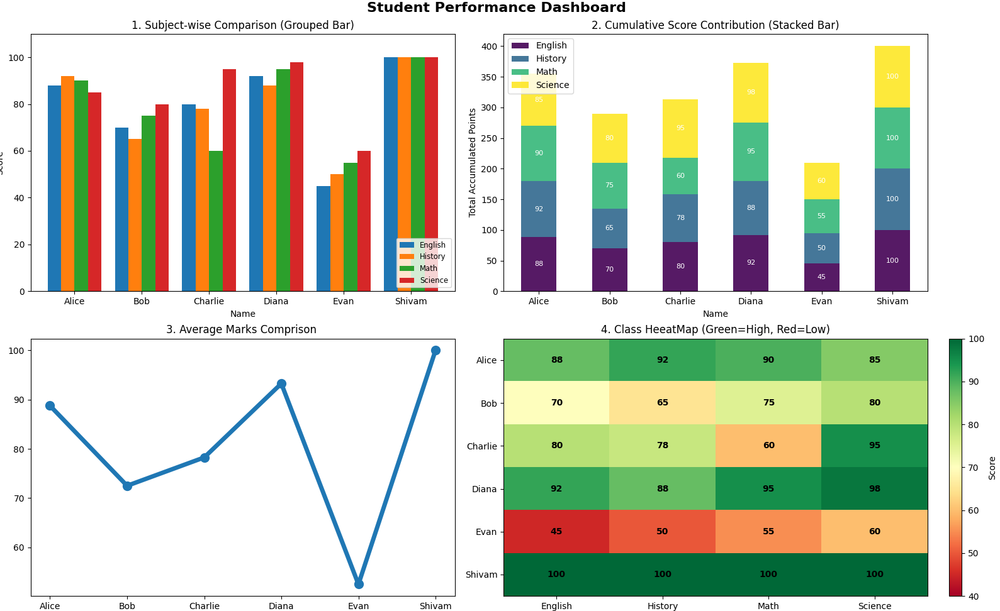 Student Performance Dashboard
1. Subject-wise Comparison (Grouped Bar)
Score
100
80
60
40
20
0
English
History
Math
Science
Alice Bob Charlie Diana Evan Shivam
Name
2. Cumulative Score Contribution (Stacked Bar)
Total Accumulated Points
400
350
300
250
200
150
100
50
0
English
History
Math
Science
85 80 95 98 60 100
90 75 60 95 55 100
92 65 78 88 50 100
88 70 80 92 45 100
Alice Bob Charlie Diana Evan Shivam
Name
3. Average Marks Comprison
100
90
80
70
60
Alice Bob Charlie Diana Evan Shivam
4. Class HeeatMap (Green=High, Red=Low)
Alice 88 92 90 85
Bob 70 65 75 80
Charlie 80 78 60 95
Diana 92 88 95 98
Evan 45 50 55 60
Shivam 100 100 100 100
English History Math Science
100
90
80
70
60
50
40
Score